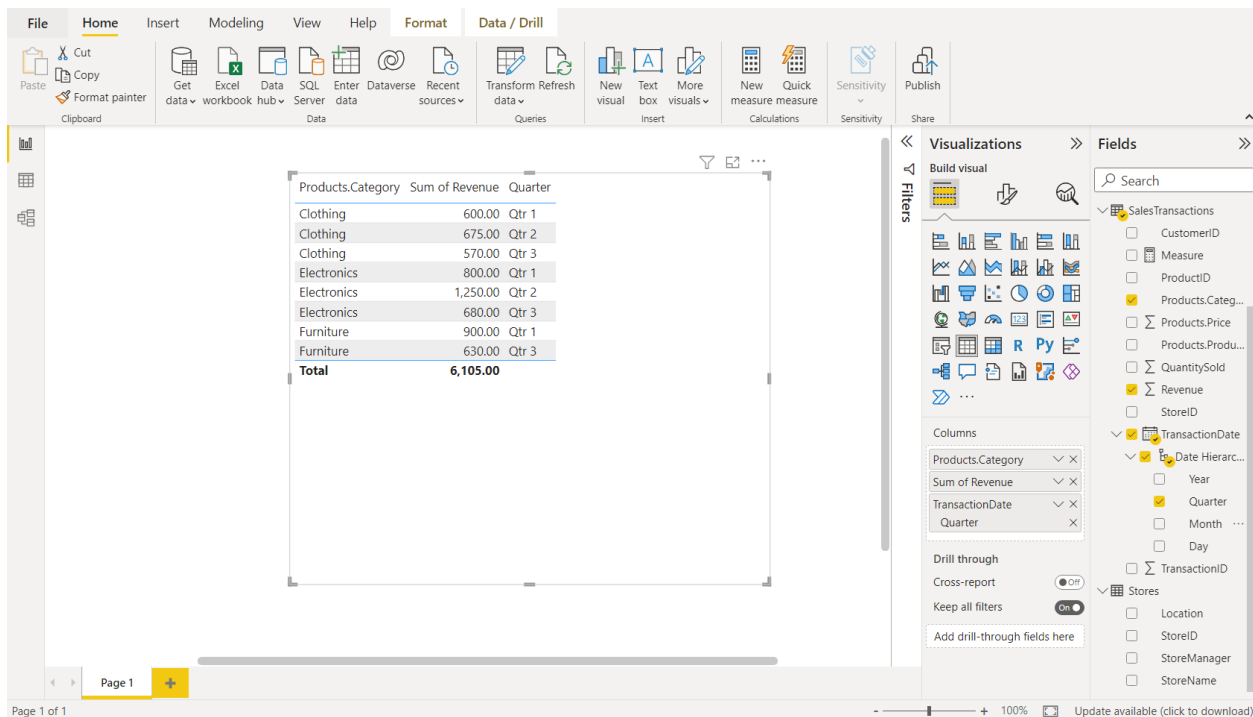 File Home Insert Modeling View Help Format Data / Drill
Paste
Cut
Copy
Format painter
Clipboard
Get data
Excel workbook
Data hub
SQL Server
Enter data
Dataverse
Recent sources
Data
Transform data
Refresh
Queries
New visual
Text box
More visuals
Insert
New measure
Quick measure
Calculations
Sensitivity
Sensitivity
Publish
Share
Products.Category Sum of Revenue Quarter
Clothing 600.00 Qtr 1
Clothing 675.00 Qtr 2
Clothing 570.00 Qtr 3
Electronics 800.00 Qtr 1
Electronics 1,250.00 Qtr 2
Electronics 680.00 Qtr 3
Furniture 900.00 Qtr 1
Furniture 630.00 Qtr 3
Total 6,105.00
Filters
Visualizations
Build visual
123
R Py
Columns
Products.Category
Sum of Revenue
TransactionDate
Quarter
Drill through
Cross-report Off
Keep all filters On
Add drill-through fields here
Fields
Search
SalesTransactions
CustomerID
Measure
ProductID
Products.Categ...
Products.Price
Products.Produ...
QuantitySold
Revenue
StoreID
TransactionDate
Date Hierarc...
Year
Quarter
Month
Day
TransactionID
Stores
Location
StoreID
StoreManager
StoreName
Page 1
Page 1 of 1
- + 100%
Update available (click to download)